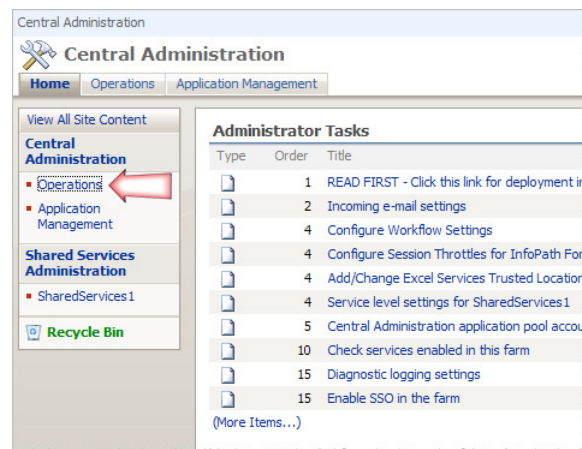 Central Administration
Central Administration
Home Operations Application Management
View All Site Content
Central
Administration
Operations
Application
Management
Shared Services
Administration
SharedServices1
Recycle Bin
Administrator Tasks
Type Order Title
1 READ FIRST - Click this link for deployment
2 Incoming e-mail settings
4 Configure Workflow Settings
4 Configure Session Throttles for InfoPath For
4 Add/Change Excel Services Trusted Location
4 Service level settings for SharedServices1
5 Central Administration application pool accou
10 Check services enabled in this farm
15 Diagnostic logging settings
15 Enable SSO in the farm
(More Items...)